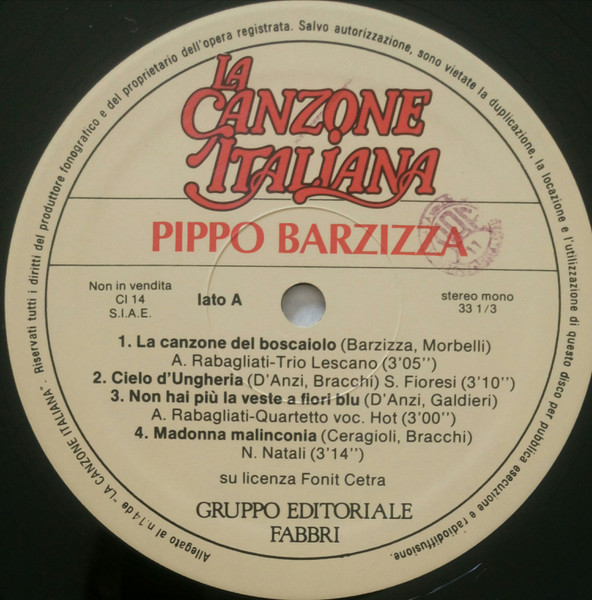 Allegato al n. 14 de "LA CANZONE ITALIANA" - Riservati tutti i diritti del produttore fonografico e del proprietario dell'opera registrata. Salvo autorizzazione, sono vietate la duplicazione, la locazione e l'utilizzo di questo disco per pubblica esecuzione e radiodiffusione.
LA
CANZONE
ITALIANA
PIPPO BARZIZZA
Non in vendita
CI 14
S.I.A.E.
lato A
stereo mono
33 1/3
1. La canzone del boscaiolo (Barzizza, Morbelli)
A. Rabagliati-Trio Lescano (3'05'')
2. Cielo d'Ungheria (D'Anzi, Bracchi) S. Fioresi (3'10'')
3. Non hai più la veste a fiori blu (D'Anzi, Galdieri)
A. Rabagliati-Quartetto voc. Hot (3'00'')
4. Madonna malinconia (Ceragioli, Bracchi)
N. Natali (3'14'')
su licenza Fonit Cetra
GRUPPO EDITORIALE
FABBRI